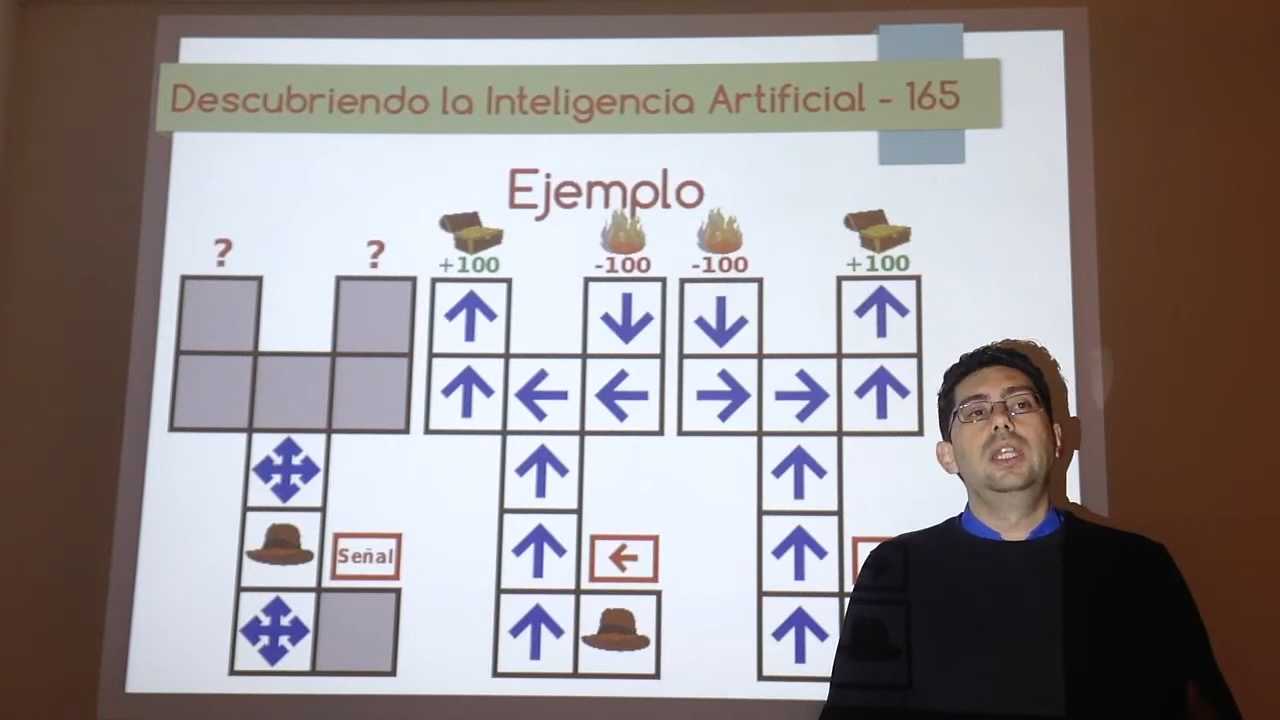 Descubriendo la Inteligencia Artificial - 165
Ejemplo
? ? +100 -100 -100 +100
Señal